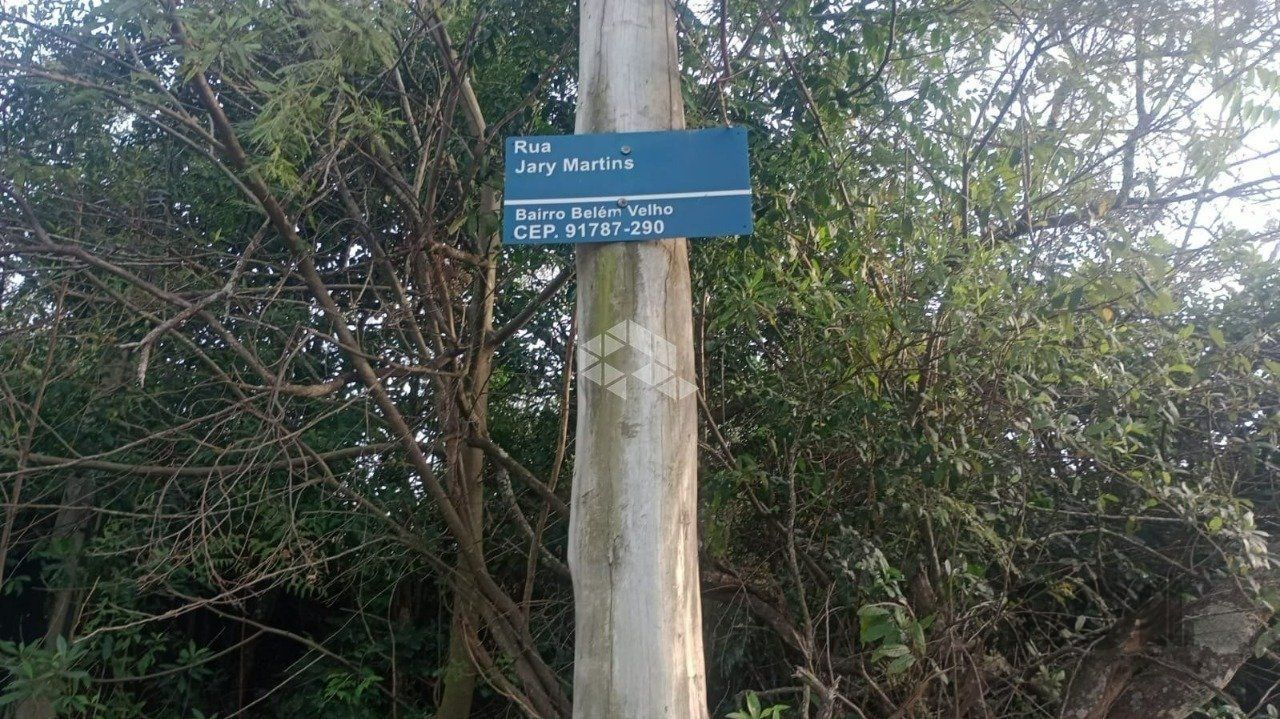 Rua
Jary Martins
Bairro Belém Velho
CEP. 91787-290